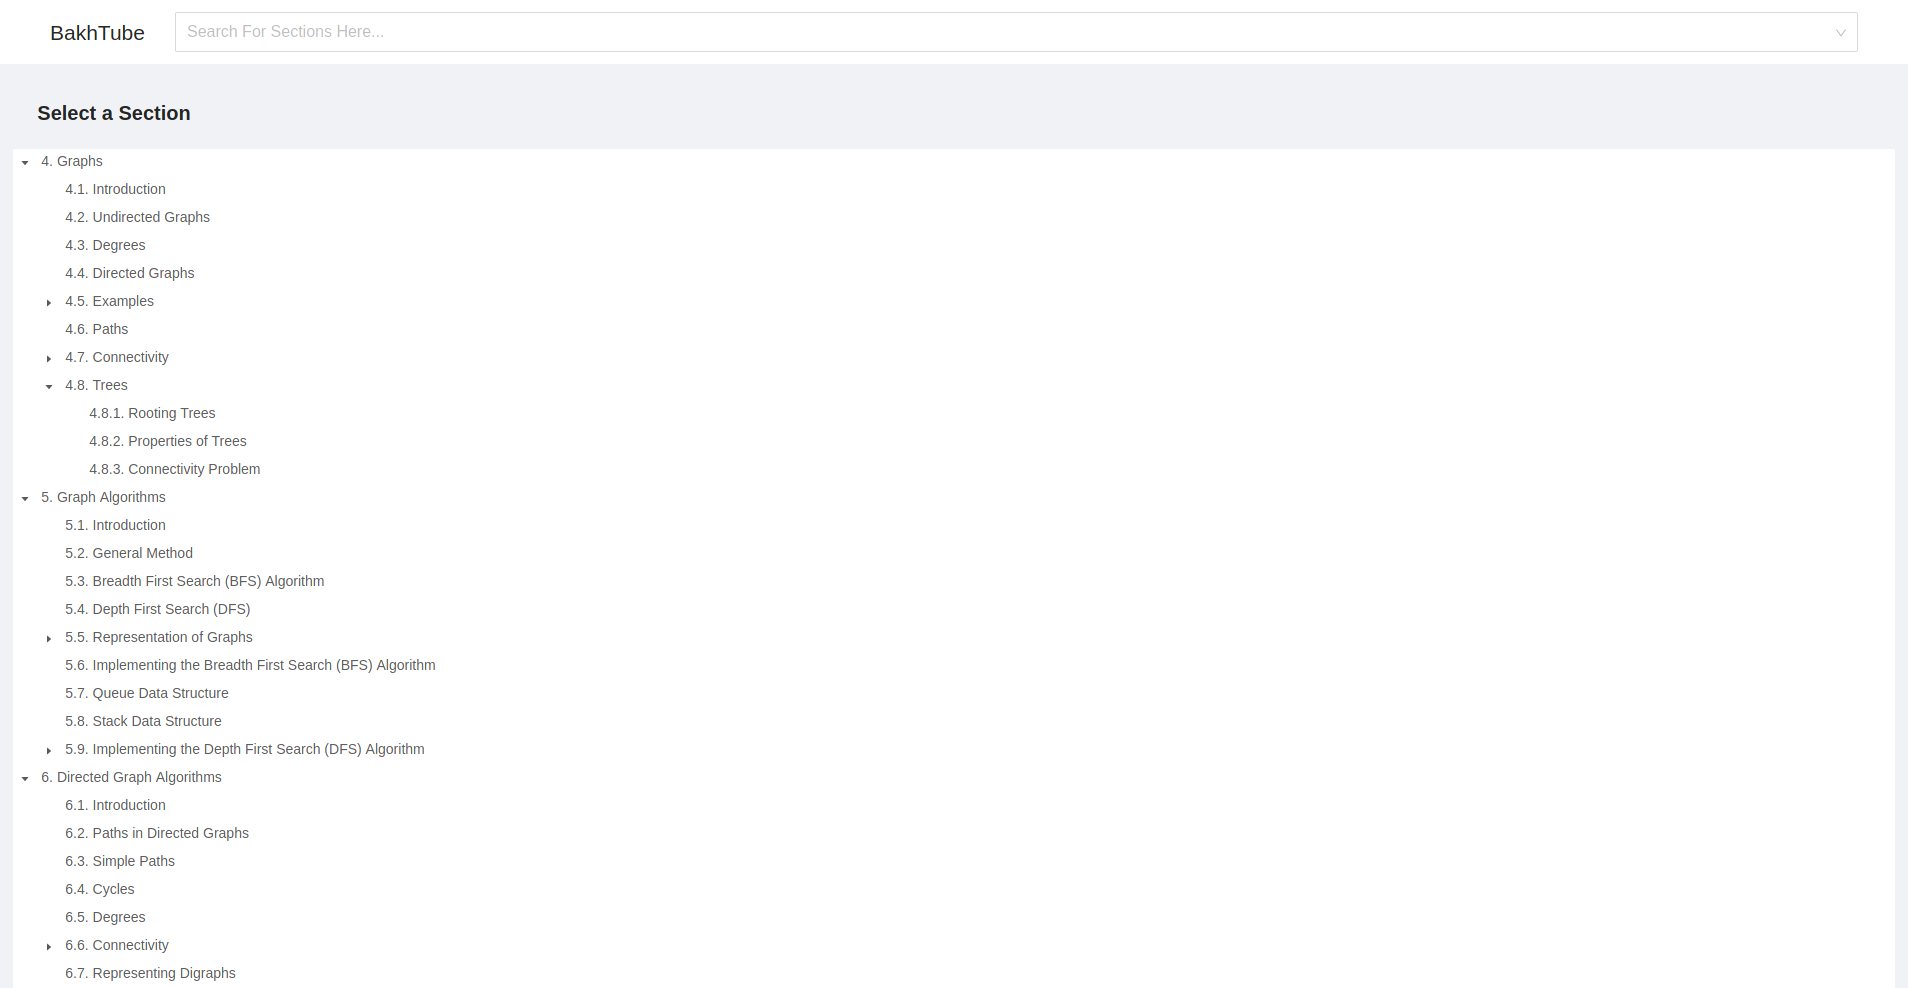 BakhTube
Search For Sections Here...
Select a Section
4. Graphs
4.1. Introduction
4.2. Undirected Graphs
4.3. Degrees
4.4. Directed Graphs
4.5. Examples
4.6. Paths
4.7. Connectivity
4.8. Trees
4.8.1. Rooting Trees
4.8.2. Properties of Trees
4.8.3. Connectivity Problem
5. Graph Algorithms
5.1. Introduction
5.2. General Method
5.3. Breadth First Search (BFS) Algorithm
5.4. Depth First Search (DFS)
5.5. Representation of Graphs
5.6. Implementing the Breadth First Search (BFS) Algorithm
5.7. Queue Data Structure
5.8. Stack Data Structure
5.9. Implementing the Depth First Search (DFS) Algorithm
6. Directed Graph Algorithms
6.1. Introduction
6.2. Paths in Directed Graphs
6.3. Simple Paths
6.4. Cycles
6.5. Degrees
6.6. Connectivity
6.7. Representing Digraphs